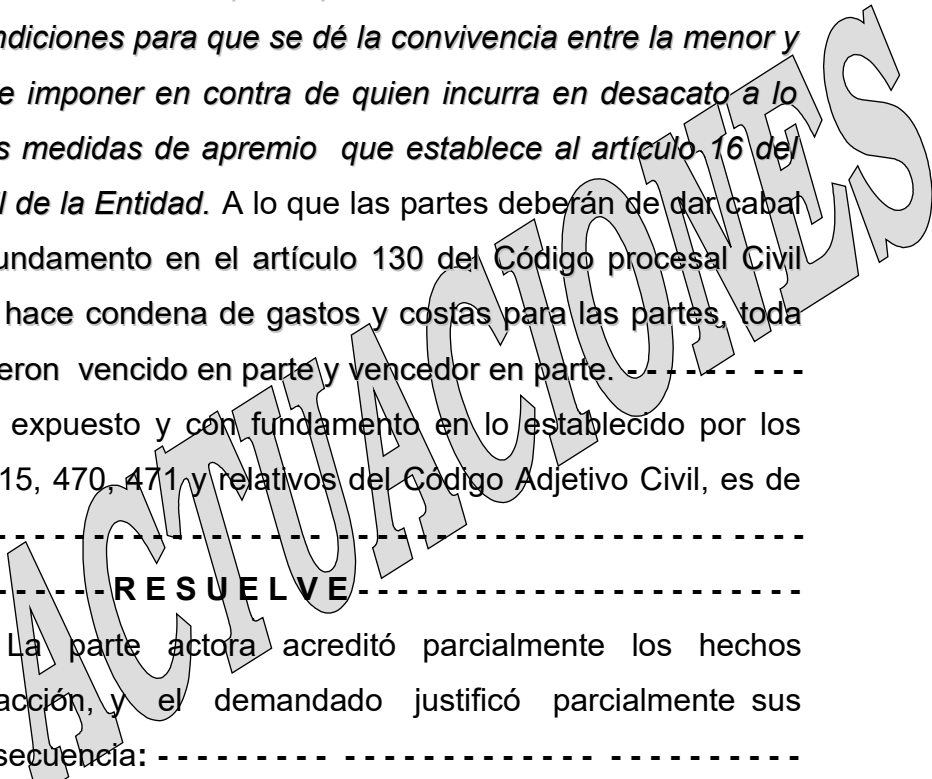 ndiciones para que se dé la convivencia entre la menor y
e imponer en contra de quien incurra en desacato a lo
s medidas de apremio que establece al artículo 16 del
l de la Entidad. A lo que las partes deberán de dar cabal
undamento en el artículo 130 del Código procesal Civil
hace condena de gastos y costas para las partes, toda
eron vencido en parte y vencedor en parte. - - - - - - - - -
expuesto y con fundamento en lo establecido por los
15, 470, 471 y relativos del Código Adjetivo Civil, es de
- - - - - - - - - - - - - - - - - - - - - - - - - - - - - - - - - - - - - - - -
- - - - - - R E S U E L V E - - - - - - - - - - - - - - - - - - - - - -
La parte actora acreditó parcialmente los hechos
acción, y el demandado justificó parcialmente sus
secuencia: - - - - - - - - - - - - - - - - - - - - - - - - - - - - - - - -
ACTUACIONES